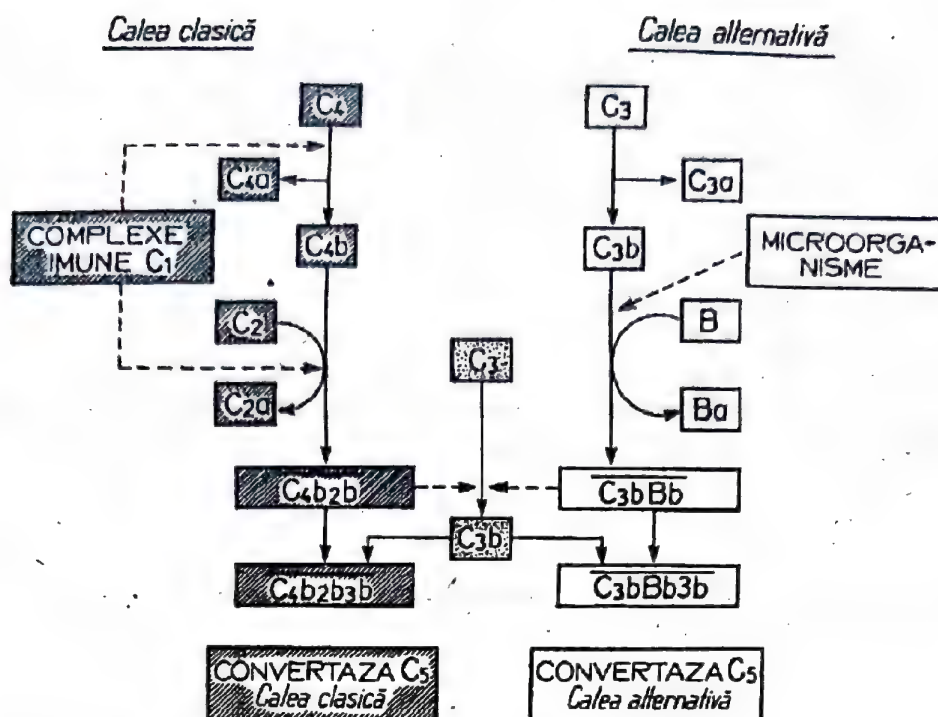 Calea clasică
Calea alternativă
C4
C3
C4a
C3a
COMPLEXE
IMUNE C1
C4b
C3b
MICROORGA-
NISME
C2
B
C3
C2a
Ba
C4b2b
C3bBb
C3b
C4b2b3b
C3bBb3b
CONVERTAZA C5
Calea clasică
CONVERTAZA C5
Calea alternativă